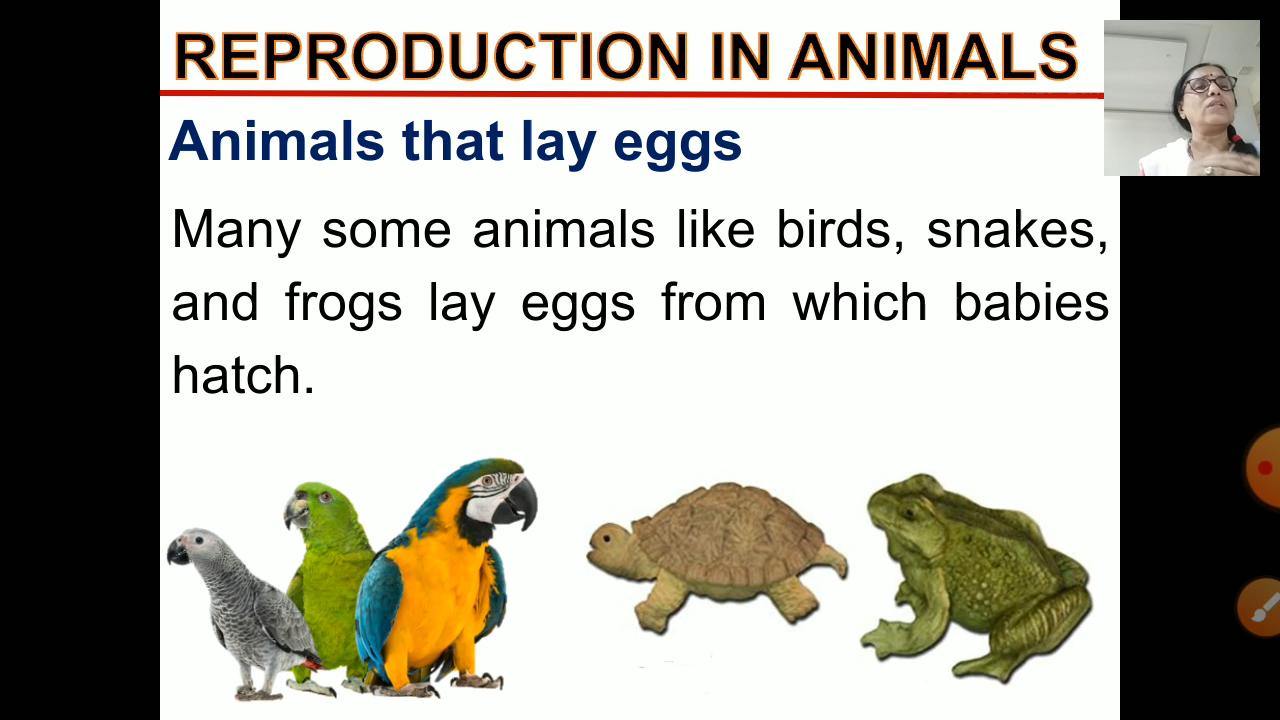 REPRODUCTION IN ANIMALS
Animals that lay eggs
Many some animals like birds, snakes,
and frogs lay eggs from which babies
hatch.